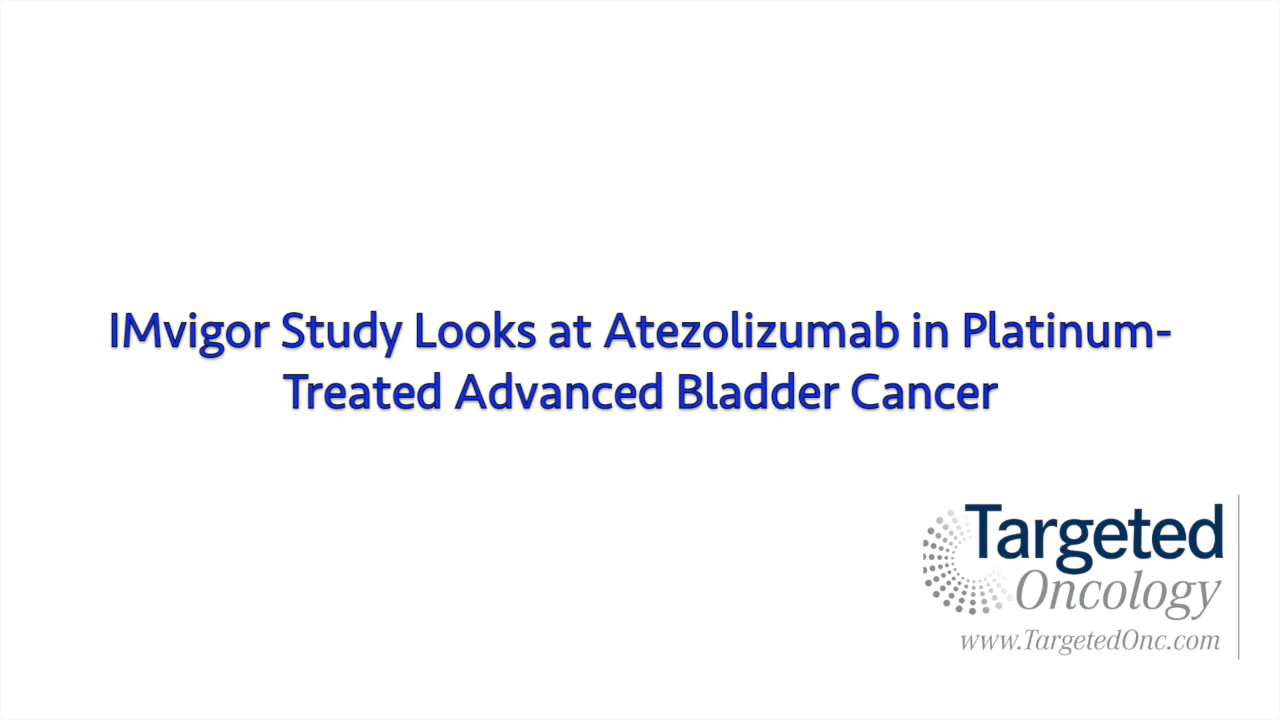 IMvigor Study Looks at Atezolizumab in Platinum-
Treated Advanced Bladder Cancer
Targeted
Oncology
www.TargetedOnc.com